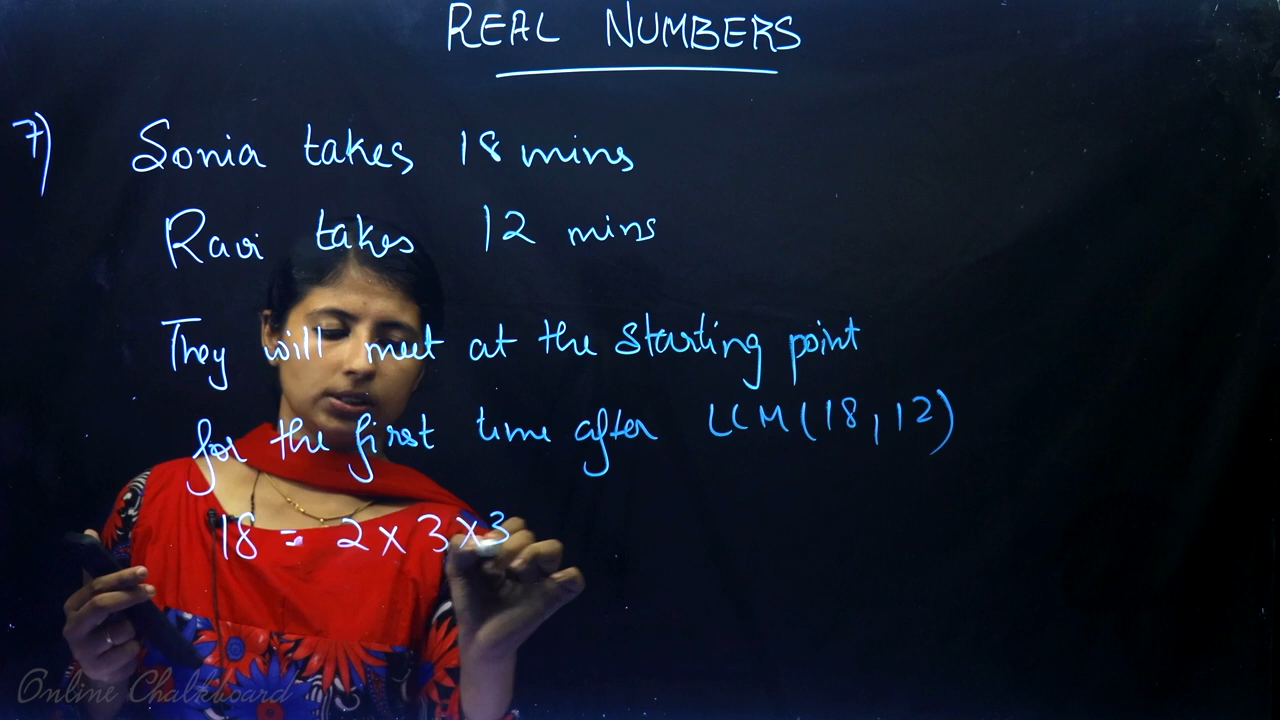 REAL NUMBERS
7) Sonia takes 18 mins
Ravi takes 12 mins
They will meet at the starting point
for the first time after LCM(18,12)
18 = 2 × 3 × 3
Online Chalkboard